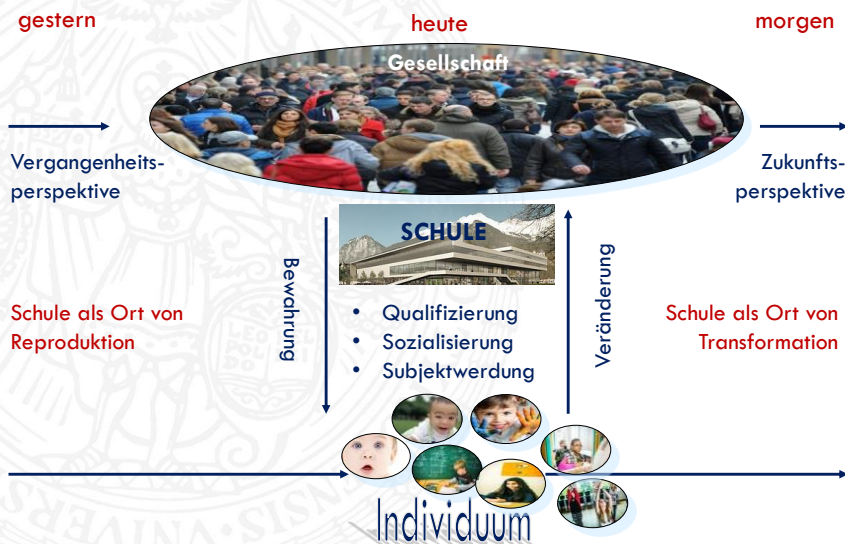 gestern
heute
morgen
Gesellschaft
Vergangenheits-
perspektive
Zukunfts-
perspektive
SCHULE
Bewahrung
Veränderung
Schule als Ort von
Reproduktion
• Qualifizierung
• Sozialisierung
• Subjektwerdung
Schule als Ort von
Transformation
Individuum